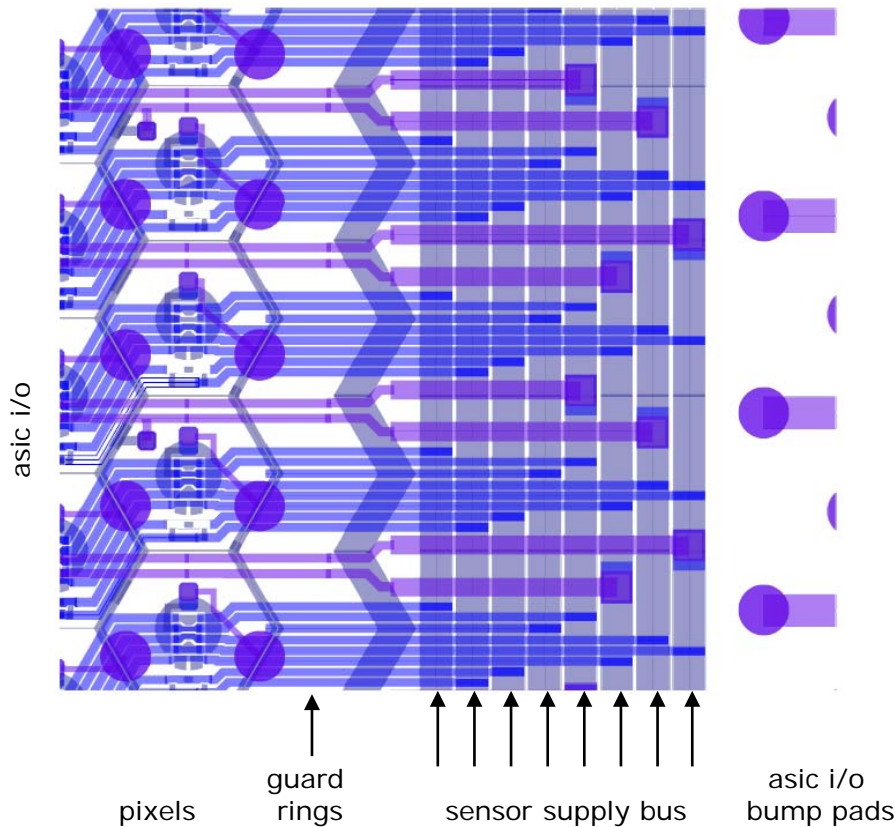 asic i/o
pixels
guard
rings
sensor supply bus
asic i/o
bump pads